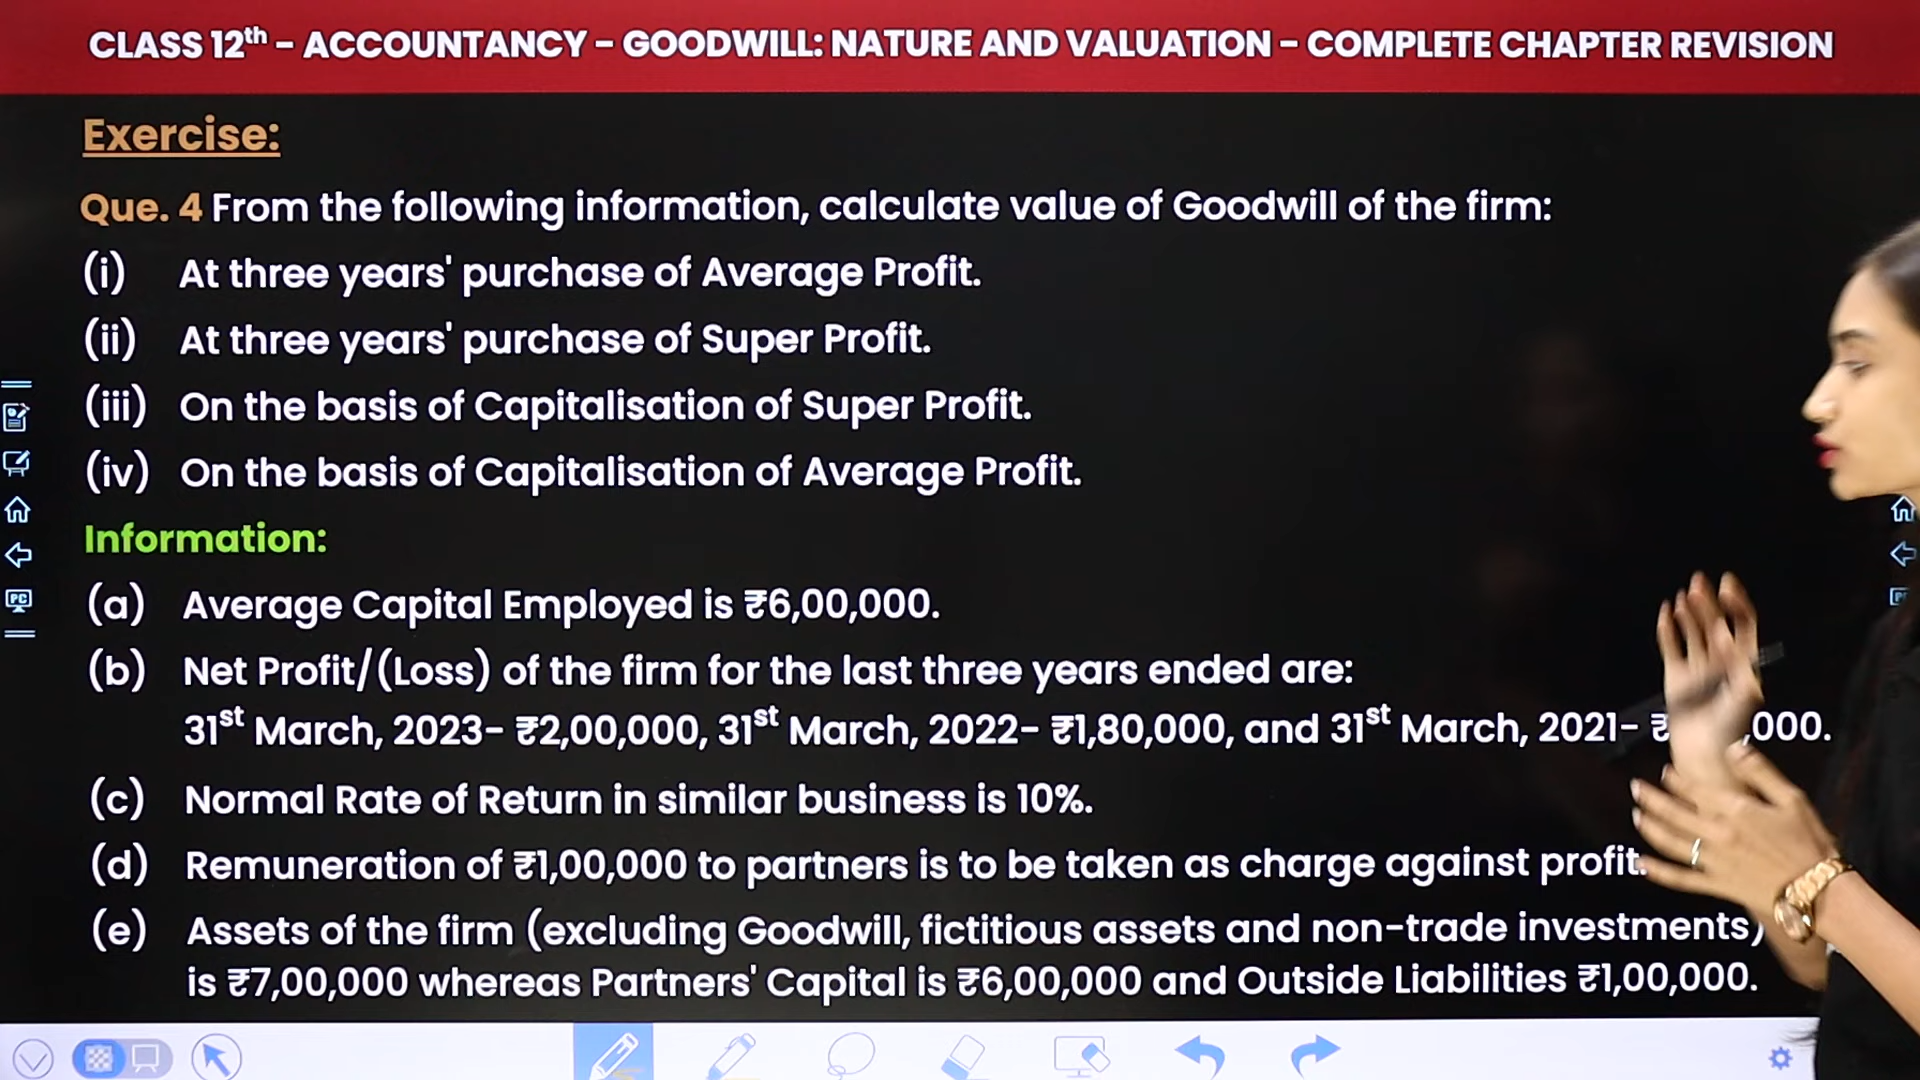 CLASS 12th – ACCOUNTANCY – GOODWILL: NATURE AND VALUATION – COMPLETE CHAPTER REVISION
Exercise:
Que. 4 From the following information, calculate value of Goodwill of the firm:
(i) At three years' purchase of Average Profit.
(ii) At three years' purchase of Super Profit.
(iii) On the basis of Capitalisation of Super Profit.
(iv) On the basis of Capitalisation of Average Profit.
Information:
(a) Average Capital Employed is ₹6,00,000.
(b) Net Profit/(Loss) of the firm for the last three years ended are:
31st March, 2023- ₹2,00,000, 31st March, 2022- ₹1,80,000, and 31st March, 2021- ₹ ,000.
(c) Normal Rate of Return in similar business is 10%.
(d) Remuneration of ₹1,00,000 to partners is to be taken as charge against profit.
(e) Assets of the firm (excluding Goodwill, fictitious assets and non-trade investments)
is ₹7,00,000 whereas Partners' Capital is ₹6,00,000 and Outside Liabilities ₹1,00,000.
PC